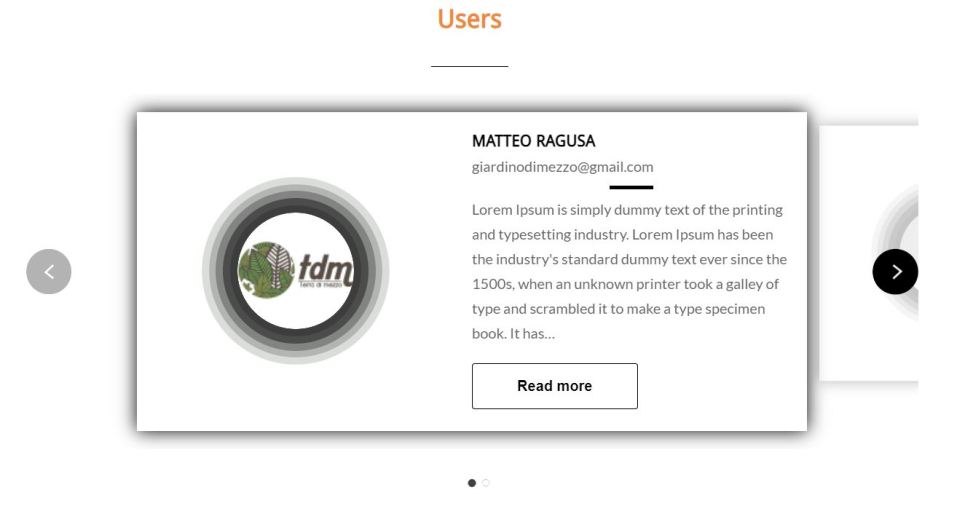 Users
MATTEO RAGUSA
giardinodimezzo@gmail.com
Lorem Ipsum is simply dummy text of the printing
and typesetting industry. Lorem Ipsum has been
the industry's standard dummy text ever since the
1500s, when an unknown printer took a galley of
type and scrambled it to make a type specimen
book. It has...
tdm
Terra di mezzo
Read more